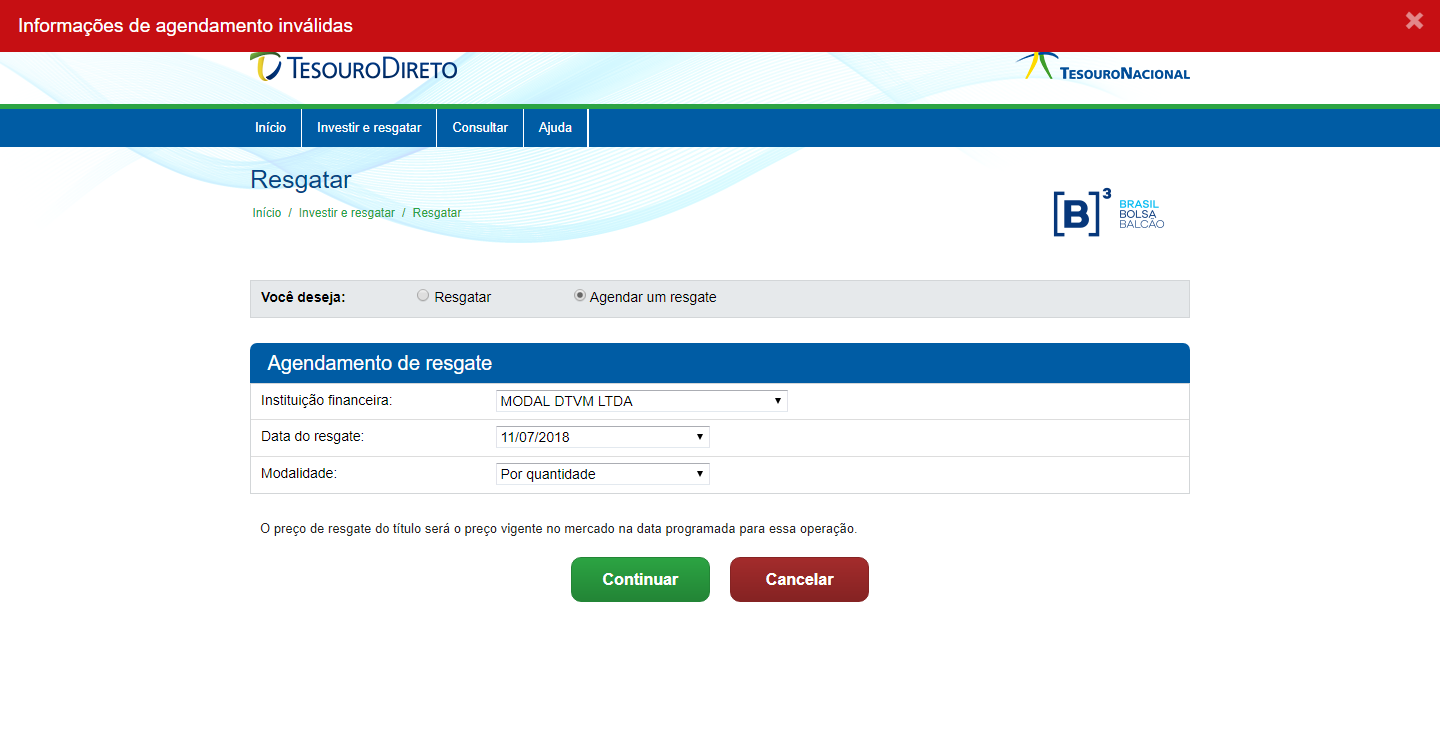 Informações de agendamento inválidas
TESOURODIRETO
TESOURONACIONAL
Início
Investir e resgatar
Consultar
Ajuda
Resgatar
Início / Investir e resgatar / Resgatar
[B]³ BRASIL
BOLSA
BALCÃO
Você deseja: Resgatar Agendar um resgate
Agendamento de resgate
Instituição financeira: MODAL DTVM LTDA
Data do resgate: 11/07/2018
Modalidade: Por quantidade
O preço de resgate do título será o preço vigente no mercado na data programada para essa operação.
Continuar
Cancelar